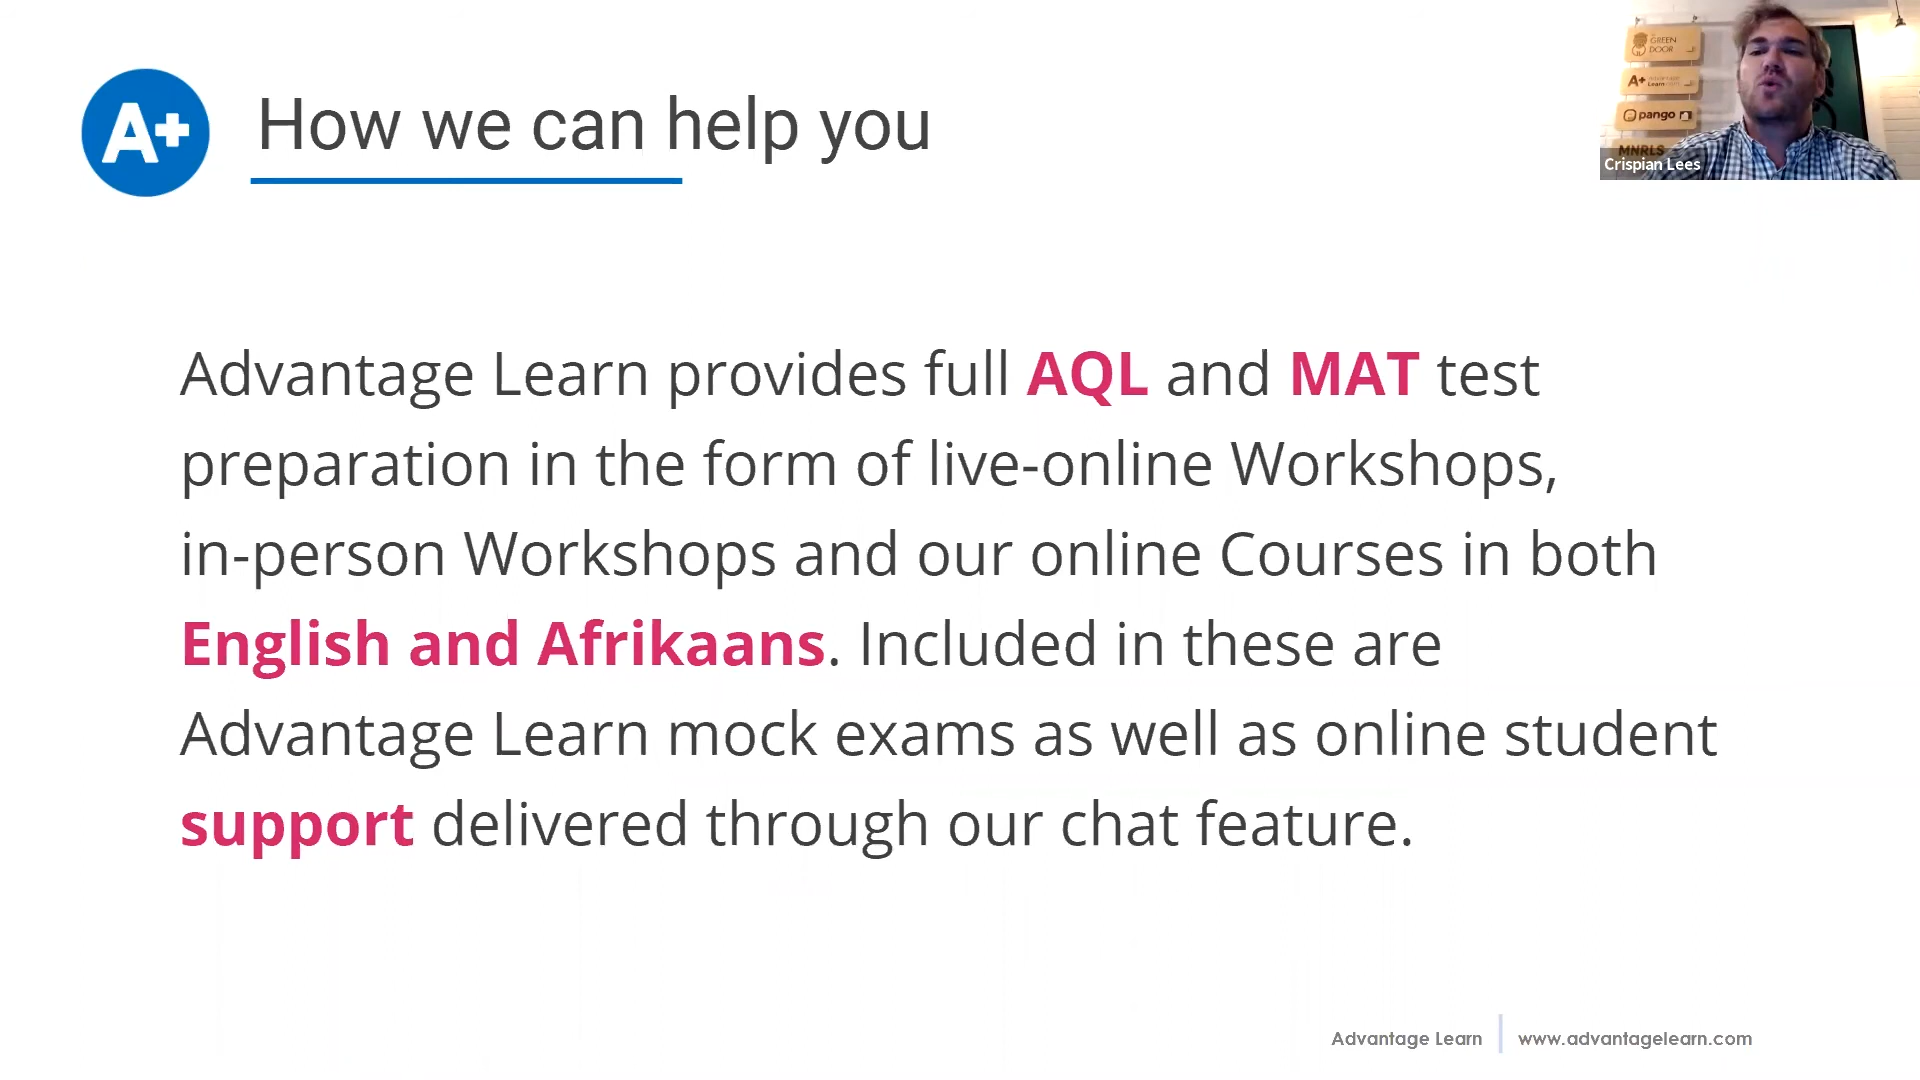 A+
How we can help you
Advantage Learn provides full AQL and MAT test
preparation in the form of live-online Workshops,
in-person Workshops and our online Courses in both
English and Afrikaans. Included in these are
Advantage Learn mock exams as well as online student
support delivered through our chat feature.
GREEN
DOOR
A+
Learn
pango
MNRLS
Crispian Lees
Advantage Learn
www.advantagelearn.com